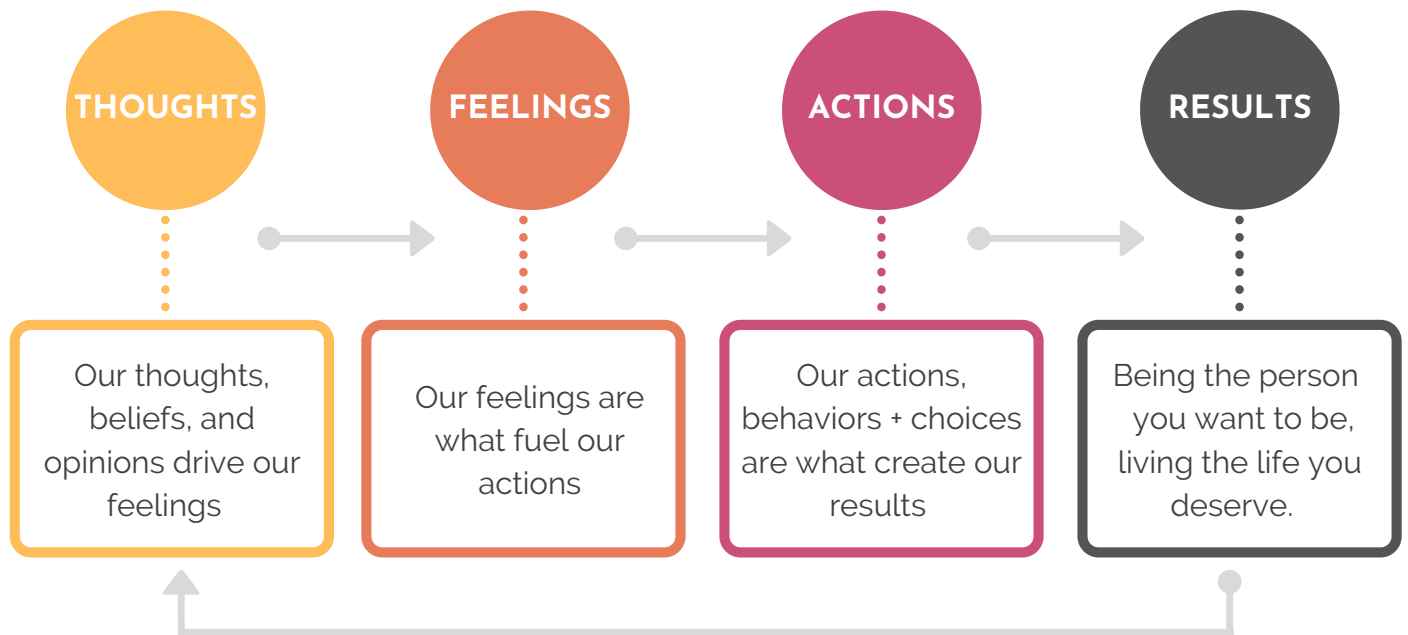 THOUGHTS
FEELINGS
ACTIONS
RESULTS
Our thoughts,
beliefs, and
opinions drive our
feelings
Our feelings are
what fuel our
actions
Our actions,
behaviors + choices
are what create our
results
Being the person
you want to be,
living the life you
deserve.